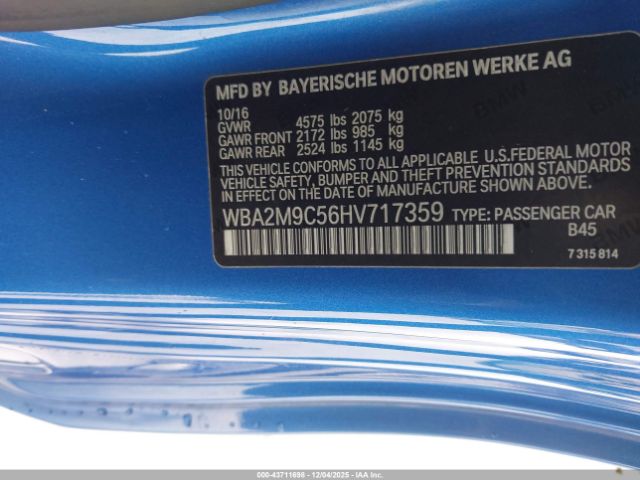 MFD BY BAYERISCHE MOTOREN WERKE AG
10/16
GVWR 4575 lbs 2075 kg
GAWR FRONT 2172 lbs 985 kg
GAWR REAR 2524 lbs 1145 kg
THIS VEHICLE CONFORMS TO ALL APPLICABLE U.S.FEDERAL MOTOR
VEHICLE SAFETY, BUMPER AND THEFT PREVENTION STANDARDS
IN EFFECT ON THE DATE OF MANUFACTURE SHOWN ABOVE.
WBA2M9C56HV717359 TYPE: PASSENGER CAR
B45
7 315 814
000-43711698 - 12/04/2025 - IAA, Inc.